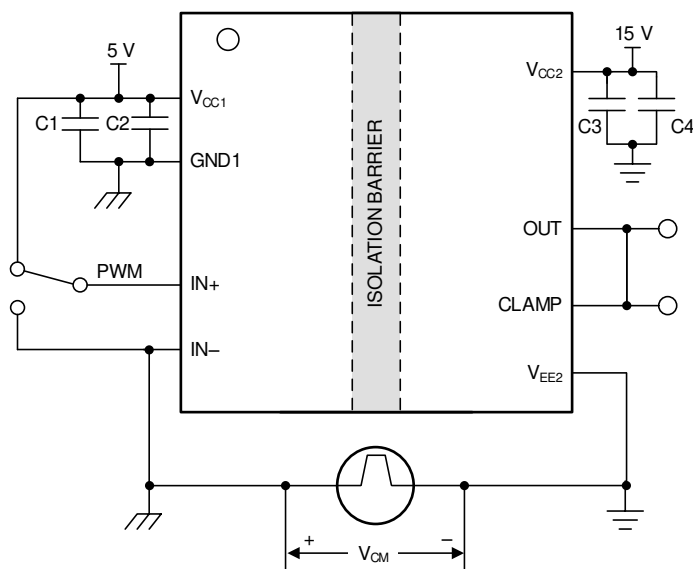 5 V
15 V
VCC1
VCC2
C1
C2
C3
C4
GND1
ISOLATION BARRIER
OUT
PWM
IN+
CLAMP
IN–
VEE2
+
VCM
–